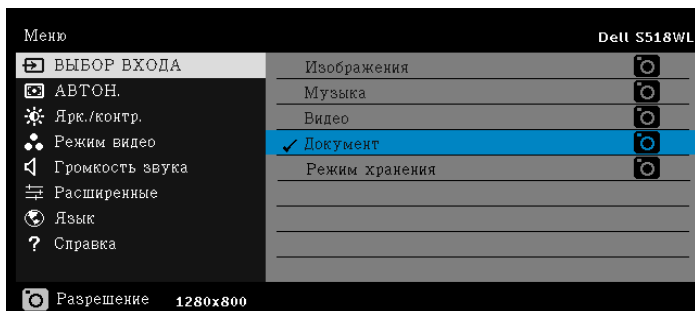 Меню Dell S518WL
ВЫБОР ВХОДА
Изображения
АВТОН.
Музыка
Ярк./контр.
Видео
Режим видео
Документ
Громкость звука
Режим хранения
Расширенные
Язык
? Справка
Разрешение 1280x800